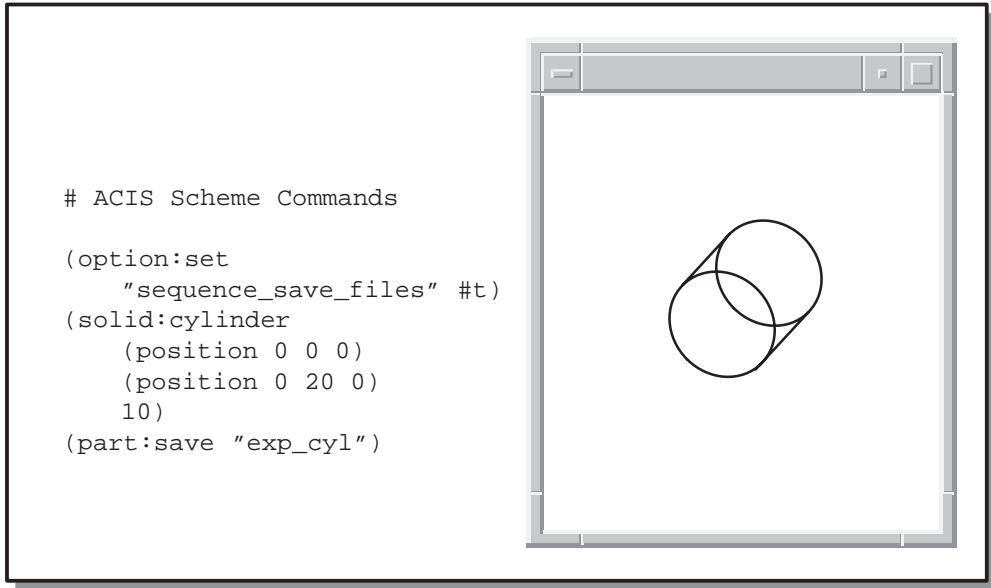 # ACIS Scheme Commands
(option:set
"sequence_save_files" #t)
(solid:cylinder
(position 0 0 0)
(position 0 20 0)
10)
(part:save "exp_cyl")